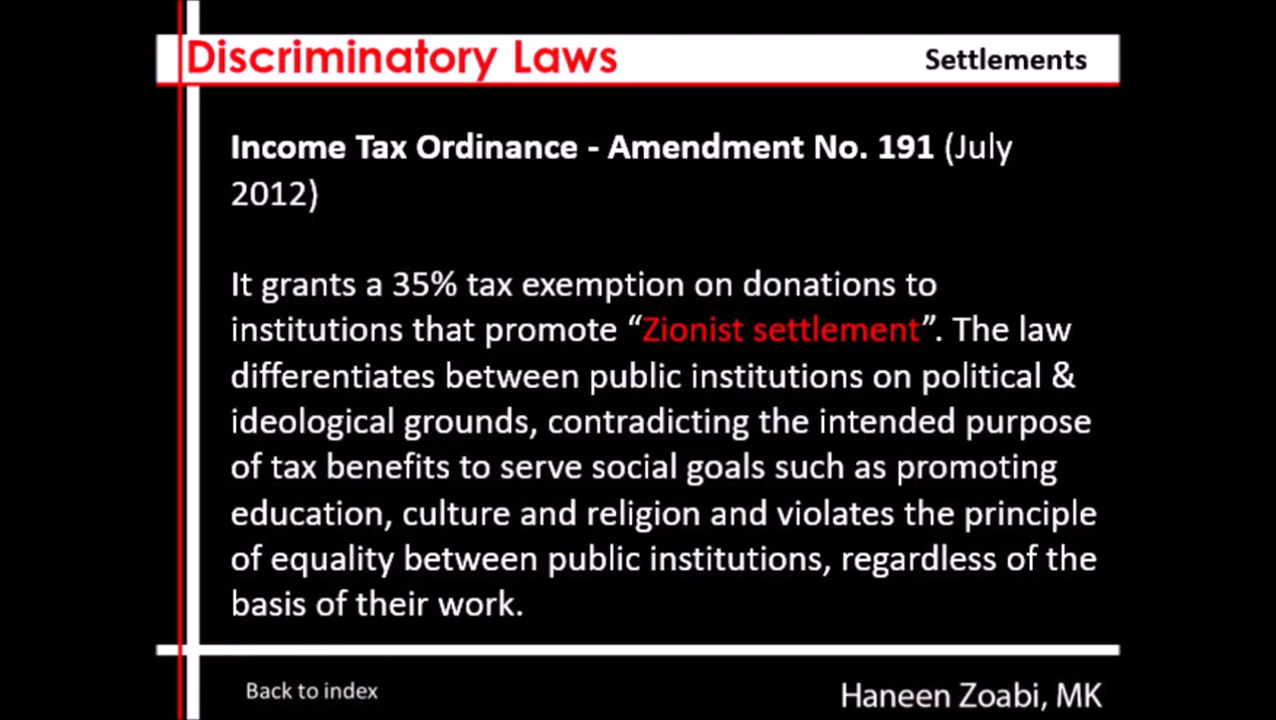 Discriminatory Laws
Settlements
Income Tax Ordinance - Amendment No. 191 (July
2012)
It grants a 35% tax exemption on donations to
institutions that promote “Zionist settlement”. The law
differentiates between public institutions on political &
ideological grounds, contradicting the intended purpose
of tax benefits to serve social goals such as promoting
education, culture and religion and violates the principle
of equality between public institutions, regardless of the
basis of their work.
Back to index
Haneen Zoabi, MK